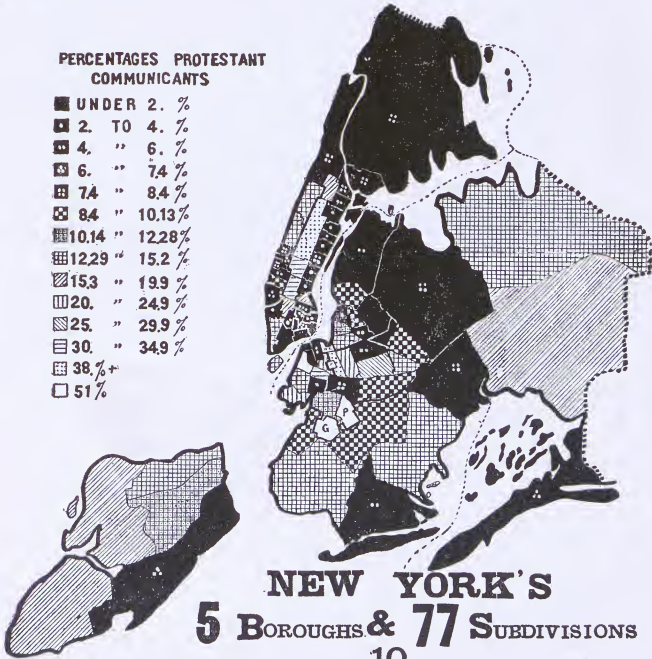 PERCENTAGES PROTESTANT
COMMUNICANTS
UNDER 2. %
2. TO 4. %
4. " 6. %
6. " 7.4 %
7.4 " 8.4 %
8.4 " 10.13 %
10.14 " 12.28 %
12.29 " 15.2 %
15.3 " 19.9 %
20. " 24.9 %
25. " 29.9 %
30. " 34.9 %
38. % +
51 %
P
G
NEW YORK'S
5 BOROUGHS & 77 SUBDIVISIONS
10